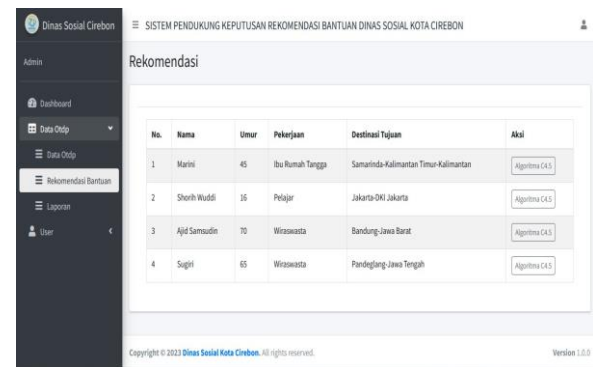 Dinas Sosial Cirebon
SISTEM PENDUKUNG KEPUTUSAN REKOMENDASI BANTUAN DINAS SOSIAL KOTA CIREBON
Admin
Dashboard
Data Otdp
Data Otdp
Rekomendasi Bantuan
Laporan
User
Rekomendasi
No. Nama Umur Pekerjaan Destinasi Tujuan Aksi
1 Marini 45 Ibu Rumah Tangga Samarinda-Kalimantan Timur-Kalimantan Algoritma C4.5
2 Shorih Wuddi 16 Pelajar Jakarta-DKI Jakarta Algoritma C4.5
3 Ajid Samsudin 70 Wiraswasta Bandung-Jawa Barat Algoritma C4.5
4 Sugiri 65 Wiraswasta Pandeglang-Jawa Tengah Algoritma C4.5
Copyright © 2023 Dinas Sosial Kota Cirebon. All rights reserved. Version 1.0.0